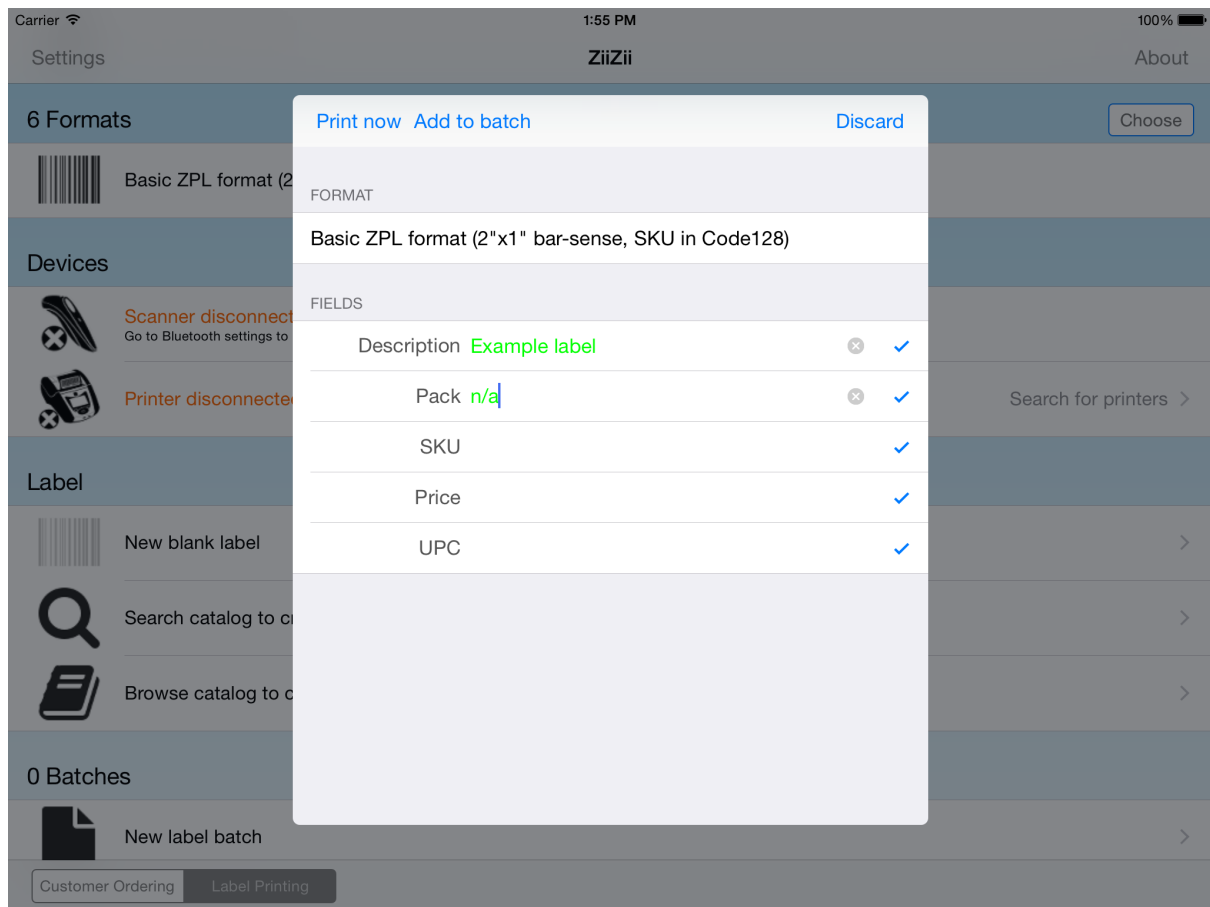 Carrier 1:55 PM 100%
Settings ZiiZii About
6 Formats Choose
Basic ZPL format (2
Devices
Scanner disconnect
Go to Bluetooth settings to
Printer disconnecte Search for printers
Label
New blank label
Search catalog to c
Browse catalog to c
0 Batches
New label batch
Customer Ordering Label Printing
Print now Add to batch Discard
FORMAT
Basic ZPL format (2"x1" bar-sense, SKU in Code128)
FIELDS
Description Example label
Pack n/a
SKU
Price
UPC